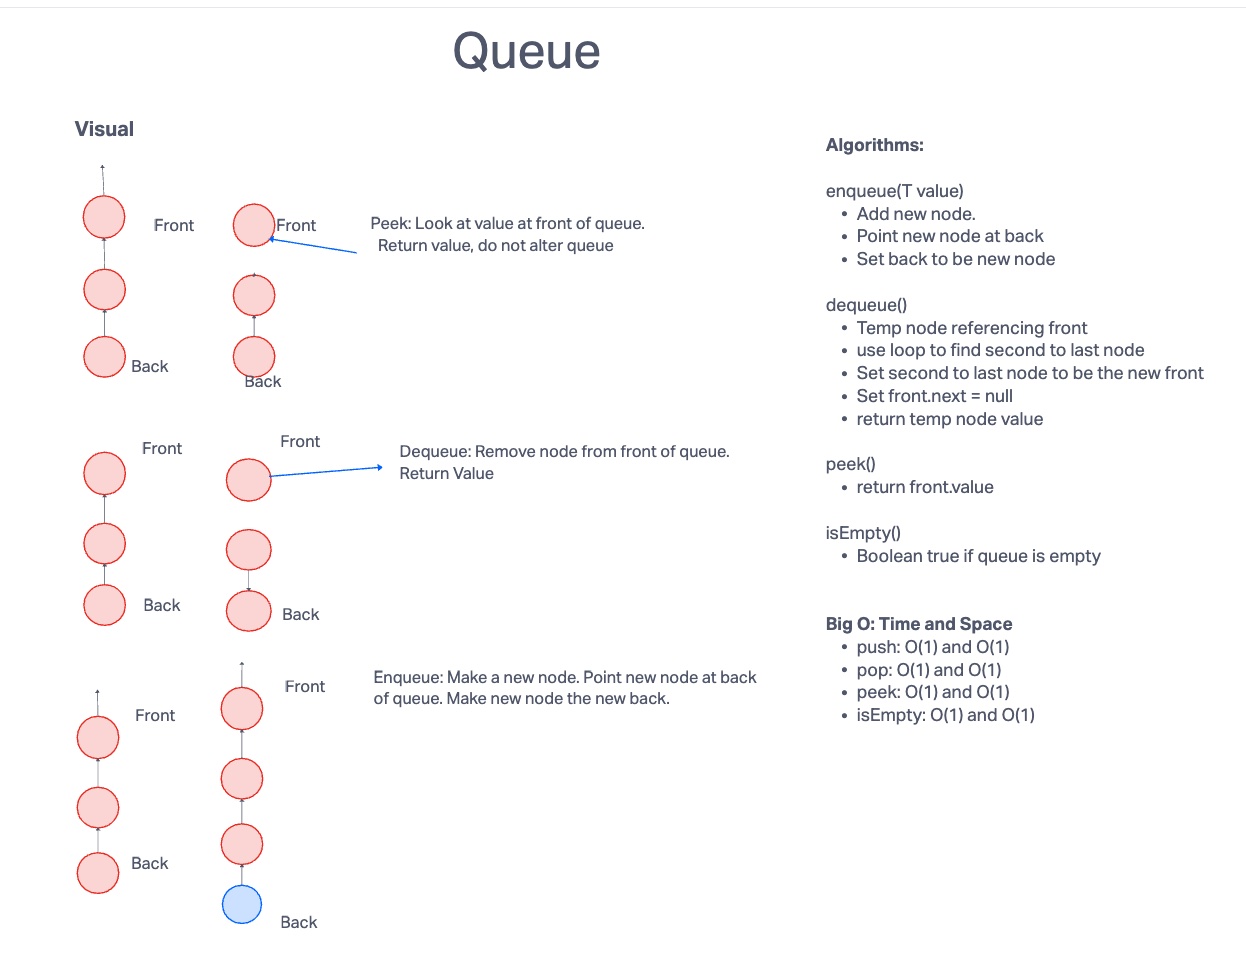 Queue
Visual
Front
Back
Front
Back
Peek: Look at value at front of queue.
Return value, do not alter queue
Front
Back
Front
Back
Dequeue: Remove node from front of queue.
Return Value
Front
Back
Front
Back
Enqueue: Make a new node. Point new node at back
of queue. Make new node the new back.
Algorithms:
enqueue(T value)
• Add new node.
• Point new node at back
• Set back to be new node
dequeue()
• Temp node referencing front
• use loop to find second to last node
• Set second to last node to be the new front
• Set front.next = null
• return temp node value
peek()
• return front.value
isEmpty()
• Boolean true if queue is empty
Big O: Time and Space
• push: O(1) and O(1)
• pop: O(1) and O(1)
• peek: O(1) and O(1)
• isEmpty: O(1) and O(1)